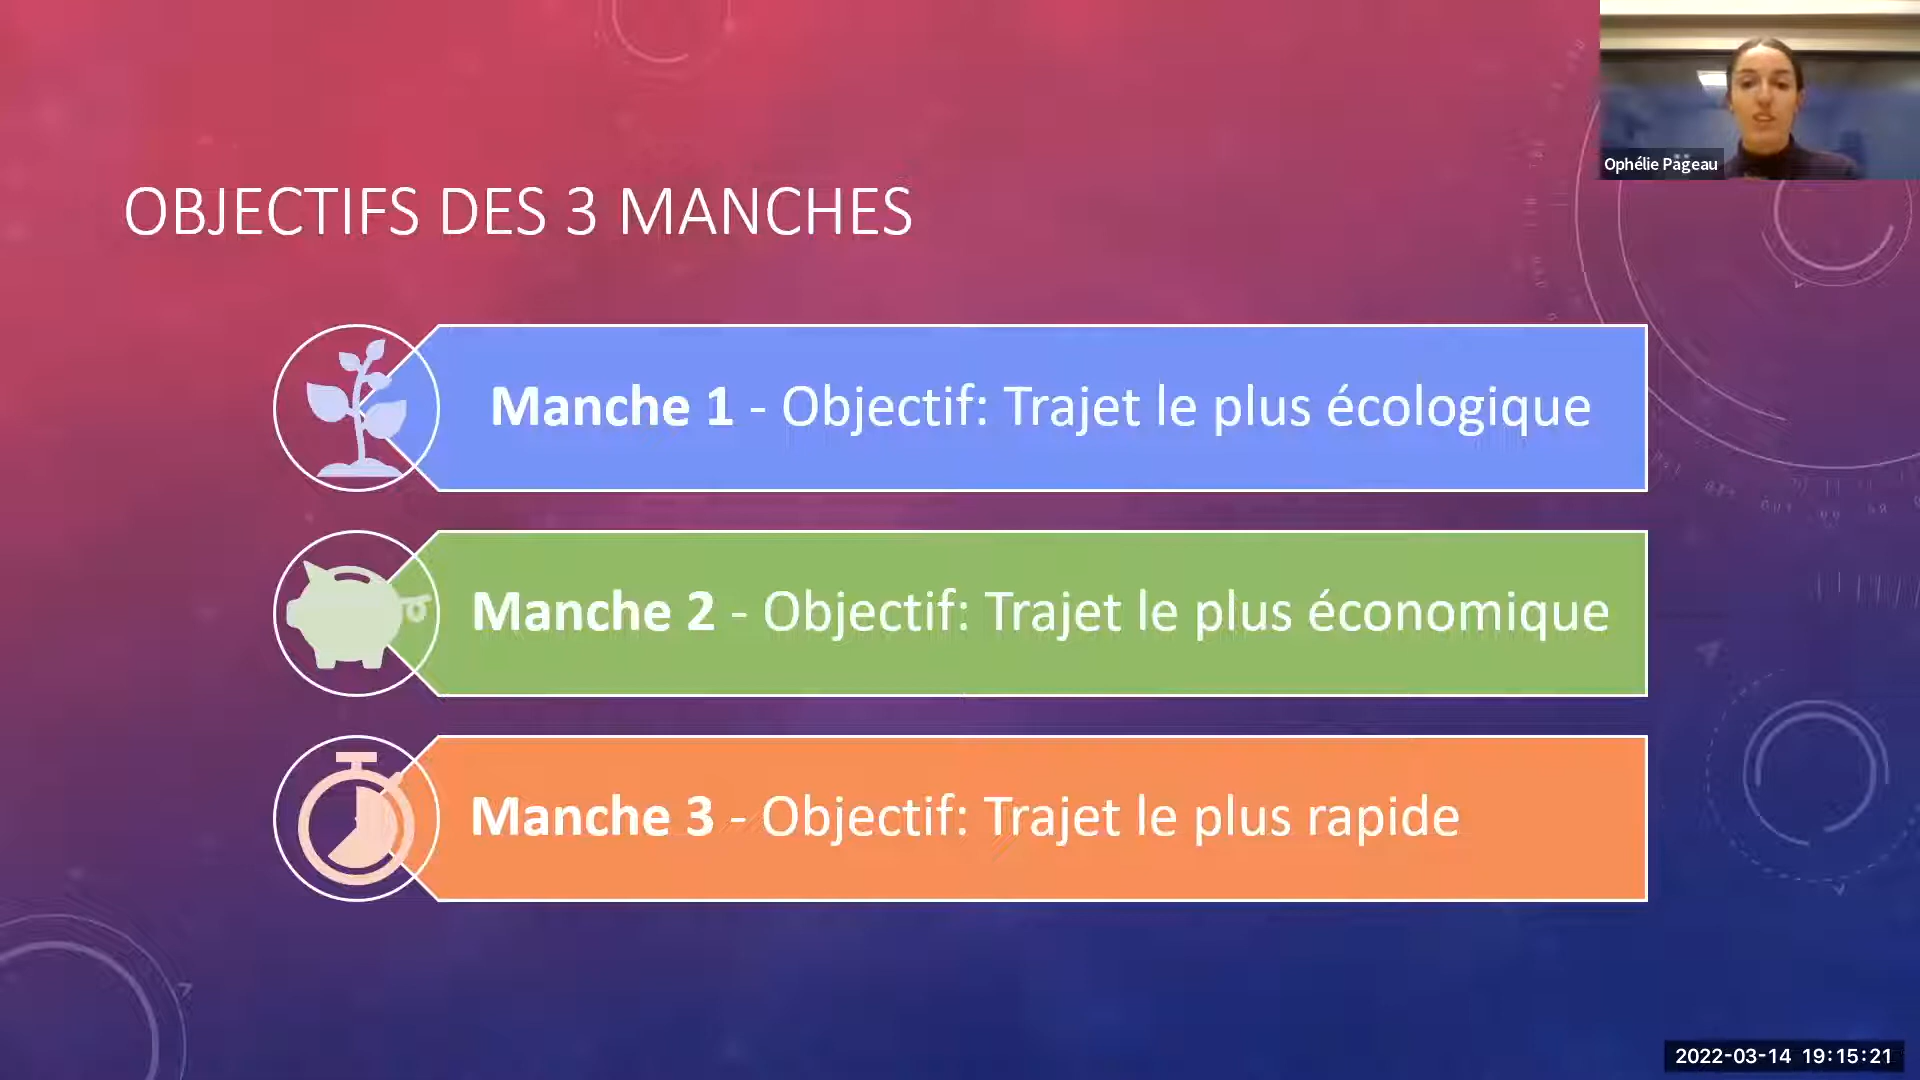 Ophélie Pageau
OBJECTIFS DES 3 MANCHES
Manche 1 - Objectif: Trajet le plus écologique
Manche 2 - Objectif: Trajet le plus économique
Manche 3 - Objectif: Trajet le plus rapide
2022-03-14 19:15:21